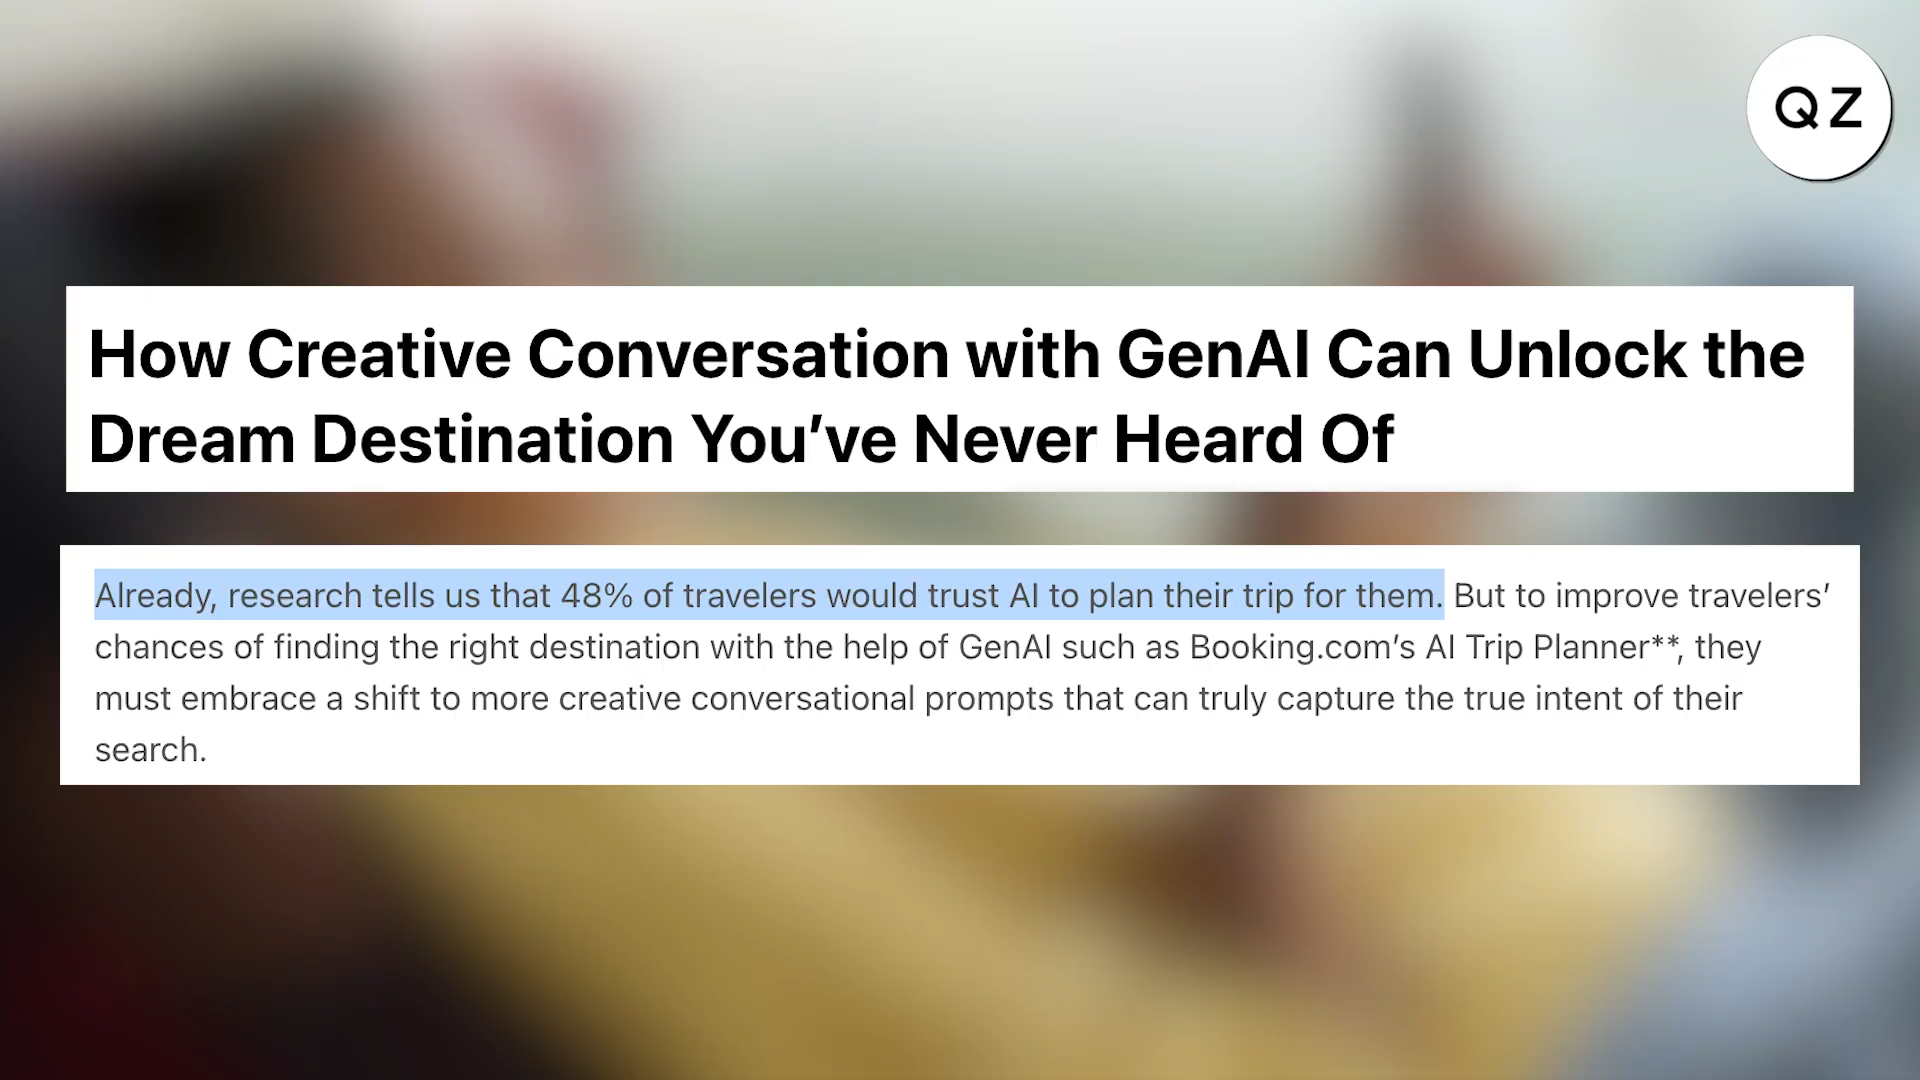 QZ
How Creative Conversation with GenAI Can Unlock the
Dream Destination You’ve Never Heard Of
Already, research tells us that 48% of travelers would trust AI to plan their trip for them. But to improve travelers’
chances of finding the right destination with the help of GenAI such as Booking.com’s AI Trip Planner**, they
must embrace a shift to more creative conversational prompts that can truly capture the true intent of their
search.